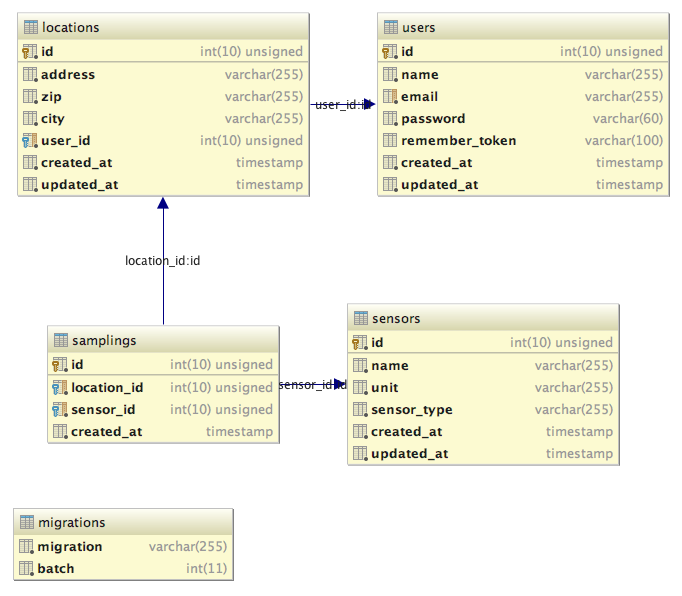 locations
id int(10) unsigned
address varchar(255)
zip varchar(255)
city varchar(255)
user_id int(10) unsigned
created_at timestamp
updated_at timestamp
user_id:id
users
id int(10) unsigned
name varchar(255)
email varchar(255)
password varchar(60)
remember_token varchar(100)
created_at timestamp
updated_at timestamp
location_id:id
samplings
id int(10) unsigned
location_id int(10) unsigned
sensor_id int(10) unsigned
created_at timestamp
sensor_id:id
sensors
id int(10) unsigned
name varchar(255)
unit varchar(255)
sensor_type varchar(255)
created_at timestamp
updated_at timestamp
migrations
migration varchar(255)
batch int(11)